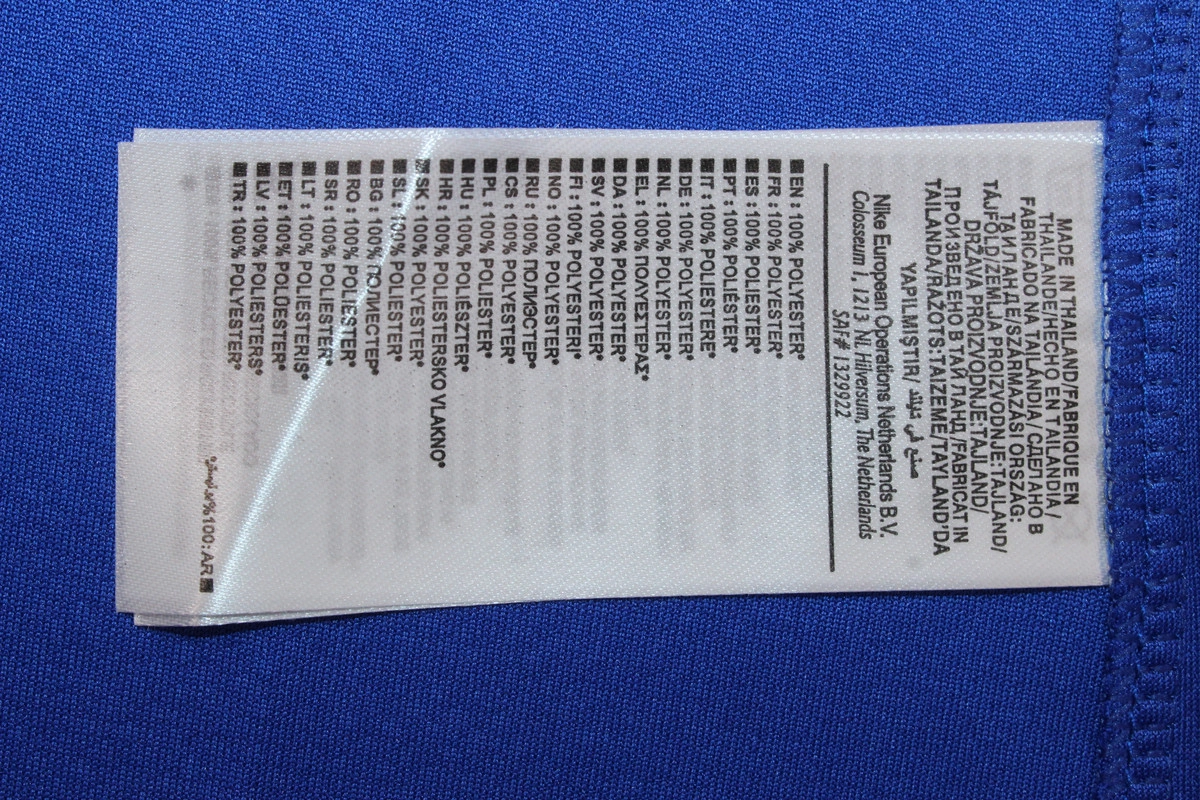 MADE IN THAILAND/FABRIQUE EN
THAILANDE/HECHO EN TAILANDIA/
FABRICADO NA TAILÂNDIA/ СДЕЛАНО В
ТАИЛАНДЕ/SZÁRMAZÁSI ORSZÁG:
TAJFÖLD/ZEMLJA PROIZVODNJE:TAJLAND/
DRŽAVA PROIZVODNJE:TAJLAND/
ПРОИЗВЕДЕНО В ТАЙЛАНД/FABRICAT IN
TAILANDA/RAŽOTS:TAIZEME/TAYLAND'DA
YAPILMIŞTIR/ صنع في تايلاند
Nike European Operations Netherlands B.V.
Colosseum 1, 1213 NL Hilversum, The Netherlands
SAF# 1329922
EN : 100% POLYESTER*
FR : 100% POLYESTER*
ES : 100% POLIÉSTER*
PT : 100% POLIÉSTER*
IT : 100% POLIESTERE*
DE : 100% POLYESTER*
NL : 100% POLYESTER*
EL : 100% ΠΟΛΥΕΣΤΕΡΑΣ*
DA : 100% POLYESTER*
SV : 100% POLYESTER*
FI : 100% POLYESTERI*
NO : 100% POLYESTER*
RU : 100% ПОЛИЭСТЕР*
CS : 100% POLYESTER*
PL : 100% POLIESTER*
HU : 100% POLIÉSZTER*
HR : 100% POLIESTERSKO VLAKNO*
SK : 100% POLYESTER*
SL : 100% POLIESTER*
BG : 100% ПОЛИЕСТЕР*
RO : 100% POLIESTER*
SR : 100% POLIESTER*
LT : 100% POLIESTERIS*
ET : 100% POLÜESTER*
LV : 100% POLIESTERS*
TR : 100% POLYESTER*
AR :100%